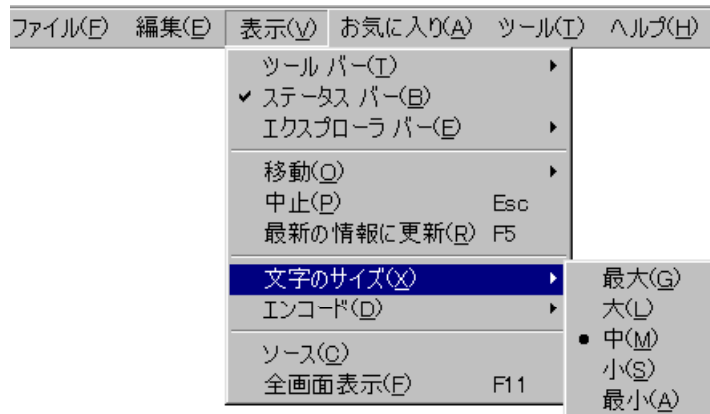 ファイル(F) 編集(E) 表示(V) お気に入り(A) ツール(T) ヘルプ(H)
ツール バー(T)
ステータス バー(B)
エクスプローラ バー(E)
移動(O)
中止(P) Esc
最新の情報に更新(R) F5
文字のサイズ(X)
エンコード(D)
ソース(C)
全画面表示(F) F11
最大(G)
大(L)
中(M)
小(S)
最小(A)